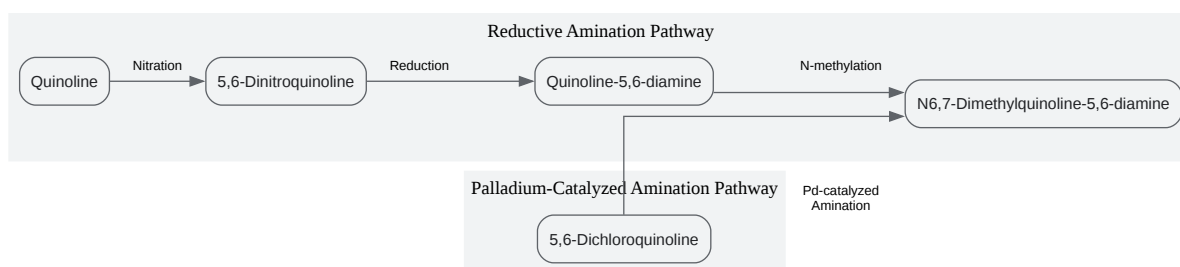 Reductive Amination Pathway
Quinoline
Nitration
5,6-Dinitroquinoline
Reduction
Quinoline-5,6-diamine
N-methylation
N6,7-Dimethylquinoline-5,6-diamine
Palladium-Catalyzed Amination Pathway
Pd-catalyzed
Amination
5,6-Dichloroquinoline